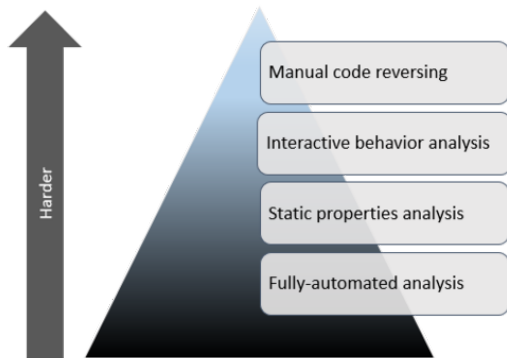 Manual code reversing
Interactive behavior analysis
Static properties analysis
Fully-automated analysis
Harder